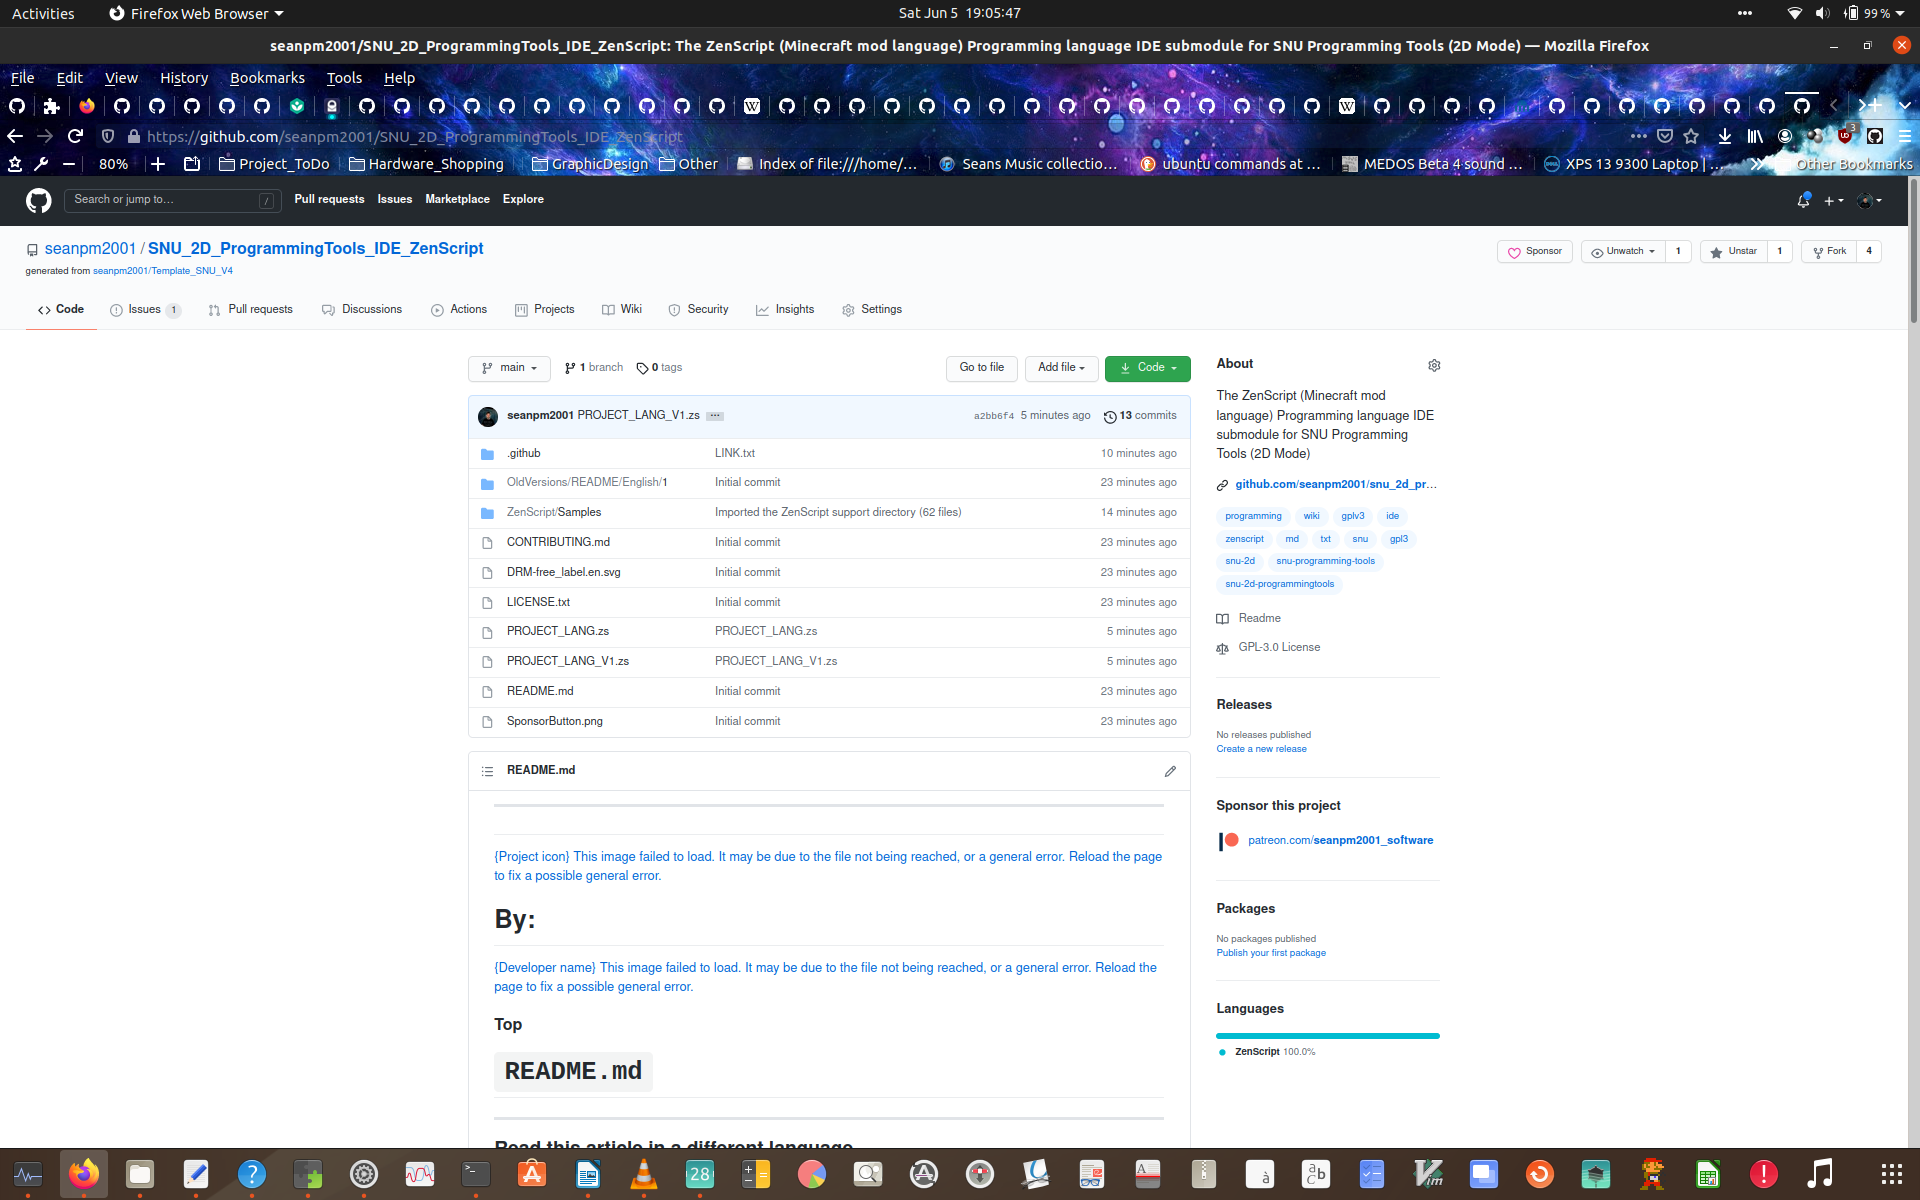 Activities
Firefox Web Browser
Sat Jun 5 19:05:47
99 %
seanpm2001/SNU_2D_ProgrammingTools_IDE_ZenScript: The ZenScript (Minecraft mod language) Programming language IDE submodule for SNU Programming Tools (2D Mode) — Mozilla Firefox
File Edit View History Bookmarks Tools Help
https://github.com/seanpm2001/SNU_2D_ProgrammingTools_IDE_ZenScript
3
80%
Project_ToDo
Hardware_Shopping
GraphicDesign
Other
Index of file:///home/…
Seans Music collectio…
ubuntu commands at …
MEDOS Beta 4 sound …
XPS 13 9300 Laptop | …
Other Bookmarks
Search or jump to…
/
Pull requests Issues Marketplace Explore
seanpm2001 / SNU_2D_ProgrammingTools_IDE_ZenScript
generated from seanpm2001/Template_SNU_V4
Sponsor
Unwatch 1
Unstar 1
Fork 4
Code
Issues 1
Pull requests
Discussions
Actions
Projects
Wiki
Security
Insights
Settings
main
1 branch
0 tags
Go to file
Add file
Code
seanpm2001 PROJECT_LANG_V1.zs ···
a2bb6f4 5 minutes ago
13 commits
.github LINK.txt 10 minutes ago
OldVersions/README/English/1 Initial commit 23 minutes ago
ZenScript/Samples Imported the ZenScript support directory (62 files) 14 minutes ago
CONTRIBUTING.md Initial commit 23 minutes ago
DRM-free_label.en.svg Initial commit 23 minutes ago
LICENSE.txt Initial commit 23 minutes ago
PROJECT_LANG.zs PROJECT_LANG.zs 5 minutes ago
PROJECT_LANG_V1.zs PROJECT_LANG_V1.zs 5 minutes ago
README.md Initial commit 23 minutes ago
SponsorButton.png Initial commit 23 minutes ago
README.md
{Project icon} This image failed to load. It may be due to the file not being reached, or a general error. Reload the page
to fix a possible general error.
By:
{Developer name} This image failed to load. It may be due to the file not being reached, or a general error. Reload the
page to fix a possible general error.
Top
README.md
Read this article in a different language
About
The ZenScript (Minecraft mod
language) Programming language IDE
submodule for SNU Programming
Tools (2D Mode)
github.com/seanpm2001/snu_2d_pr…
programming wiki gplv3 ide
zenscript md txt snu gpl3
snu-2d snu-programming-tools
snu-2d-programmingtools
Readme
GPL-3.0 License
Releases
No releases published
Create a new release
Sponsor this project
patreon.com/seanpm2001_software
Packages
No packages published
Publish your first package
Languages
ZenScript 100.0%
28